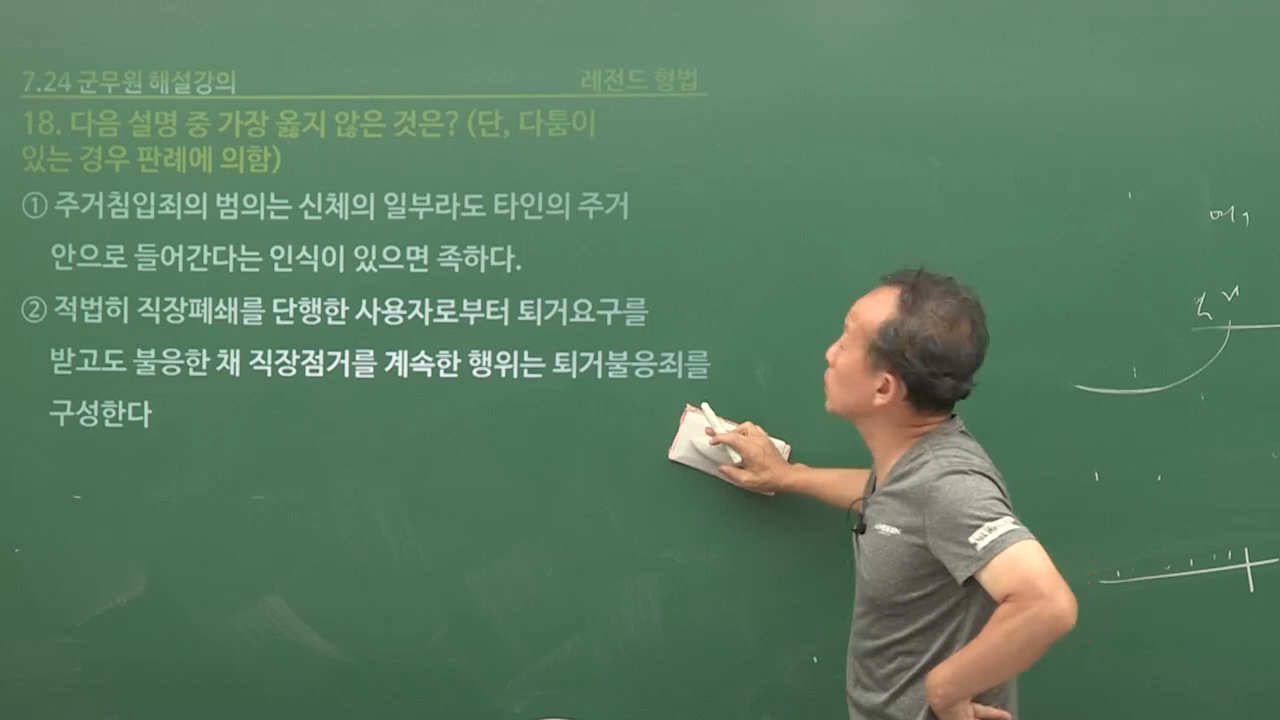 7.24 군무원 해설강의
레전드 형법
18. 다음 설명 중 가장 옳지 않은 것은? (단, 다툼이
있는 경우 판례에 의함)
① 주거침입죄의 범의는 신체의 일부라도 타인의 주거
안으로 들어간다는 인식이 있으면 족하다.
② 적법히 직장폐쇄를 단행한 사용자로부터 퇴거요구를
받고도 불응한 채 직장점거를 계속한 행위는 퇴거불응죄를
구성한다